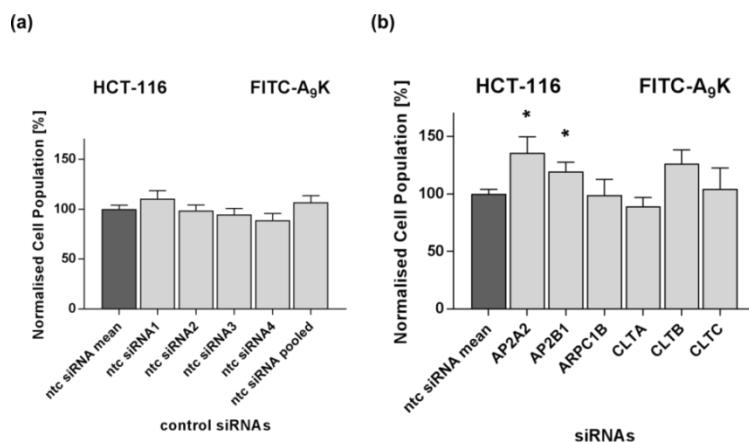 (a)
HCT-116 FITC-A9K
Normalised Cell Population [%]
150
100
50
0
ntc siRNA mean
ntc siRNA1
ntc siRNA2
ntc siRNA3
ntc siRNA4
ntc siRNA pooled
control siRNAs
(b)
HCT-116 FITC-A9K
Normalised Cell Population [%]
150
100
50
0
* *
ntc siRNA mean
AP2A2
AP2B1
ARPC1B
CLTA
CLTB
CLTC
siRNAs